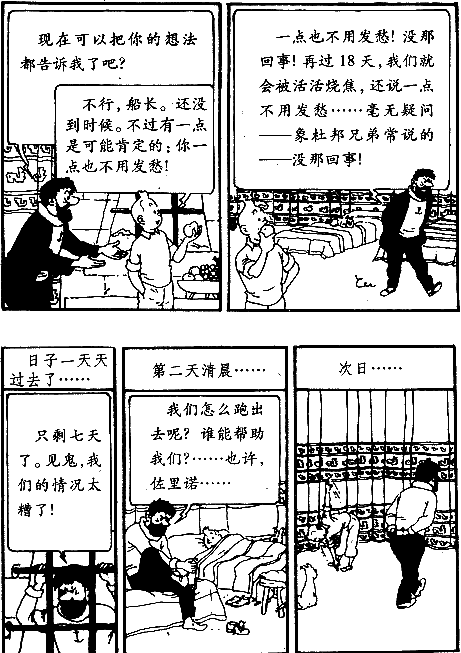 现在可以把你的想法
都告诉我了吧?
不行,船长。还没
到时候。不过有一点
是可能肯定的;你一
点也不用发愁!
一点也不用发愁!没那
回事!再过18天,我们就
会被活活烧焦,还说一点
不用发愁……毫无疑问
——象杜邦兄弟常说的
——没那回事!
日子一天天
过去了……
只剩七天
了。见鬼,我
们的情况太
糟了!
第二天清晨……
我们怎么跑出
去呢?谁能帮助
我们?……也许,
佐里诺……
次日……